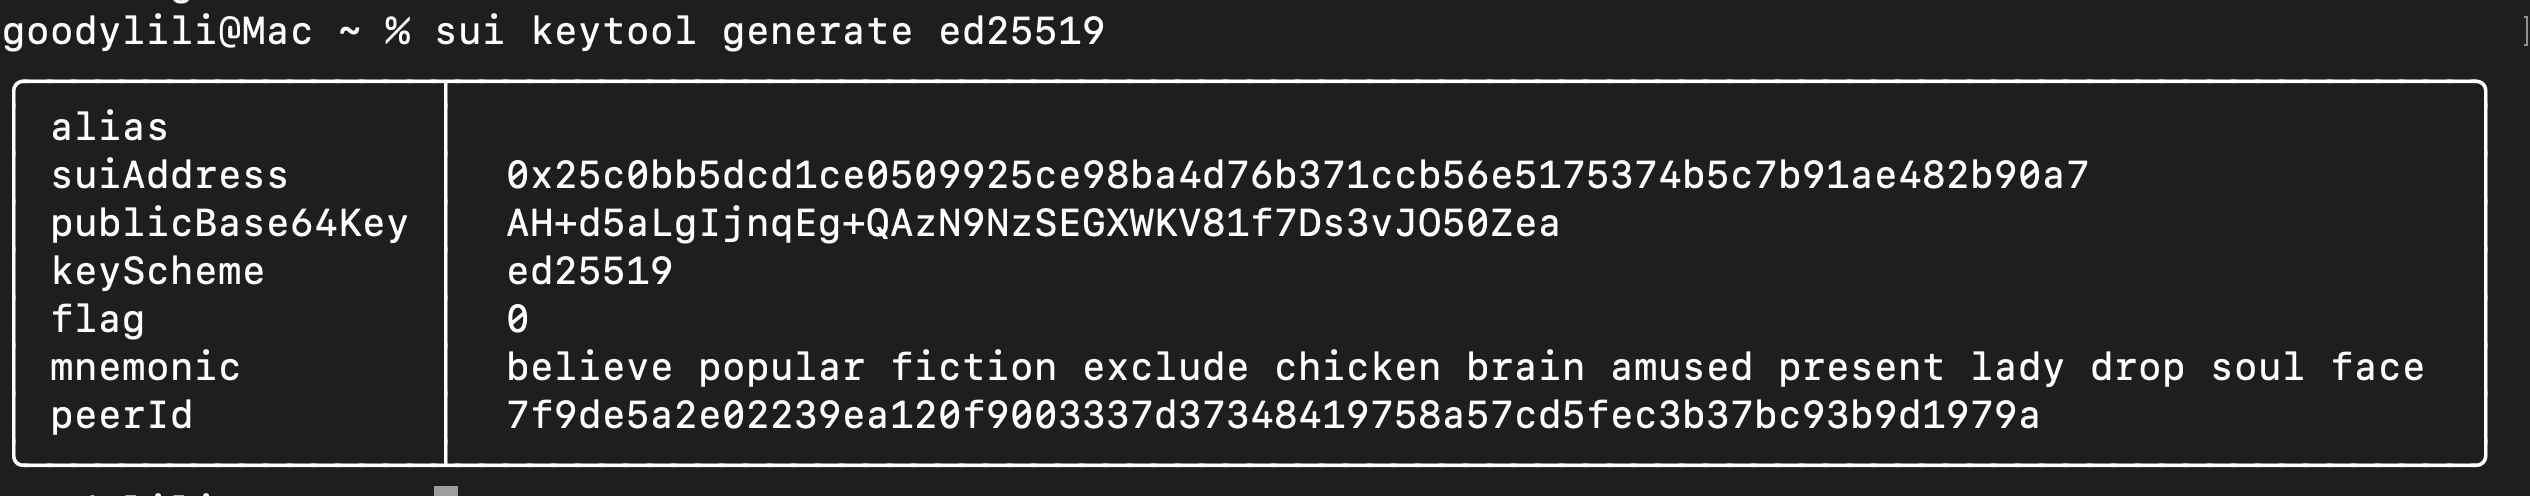 goodylili@Mac ~ % sui keytool generate ed25519
alias
suiAddress 0x25c0bb5dcd1ce0509925ce98ba4d76b371ccb56e5175374b5c7b91ae482b90a7
publicBase64Key AH+d5aLgIjnqEg+QAzN9NzSEGXWKV81f7Ds3vJO50Zea
keyScheme ed25519
flag 0
mnemonic believe popular fiction exclude chicken brain amused present lady drop soul face
peerId 7f9de5a2e02239ea120f9003337d37348419758a57cd5fec3b37bc93b9d1979a